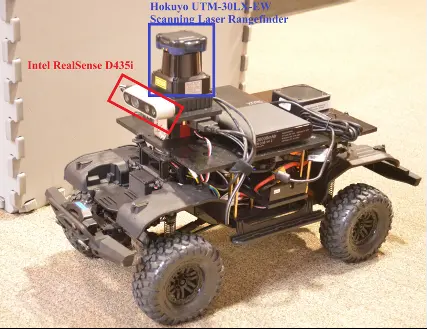 Hokuyo UTM-30LX-EW
Scanning Laser Rangefinder
Intel RealSense D435i